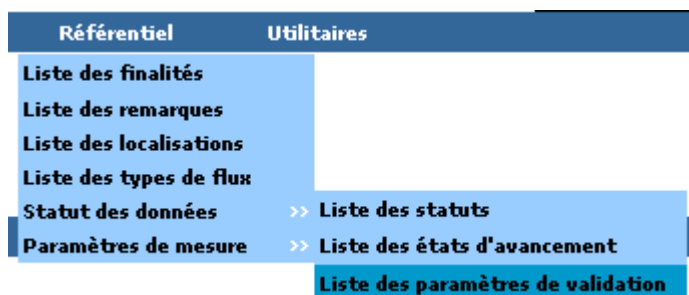 Référentiel Utilitaires
Liste des finalités
Liste des remarques
Liste des localisations
Liste des types de flux
Statut des données >> Liste des statuts
Paramètres de mesure >> Liste des états d'avancement
Liste des paramètres de validation